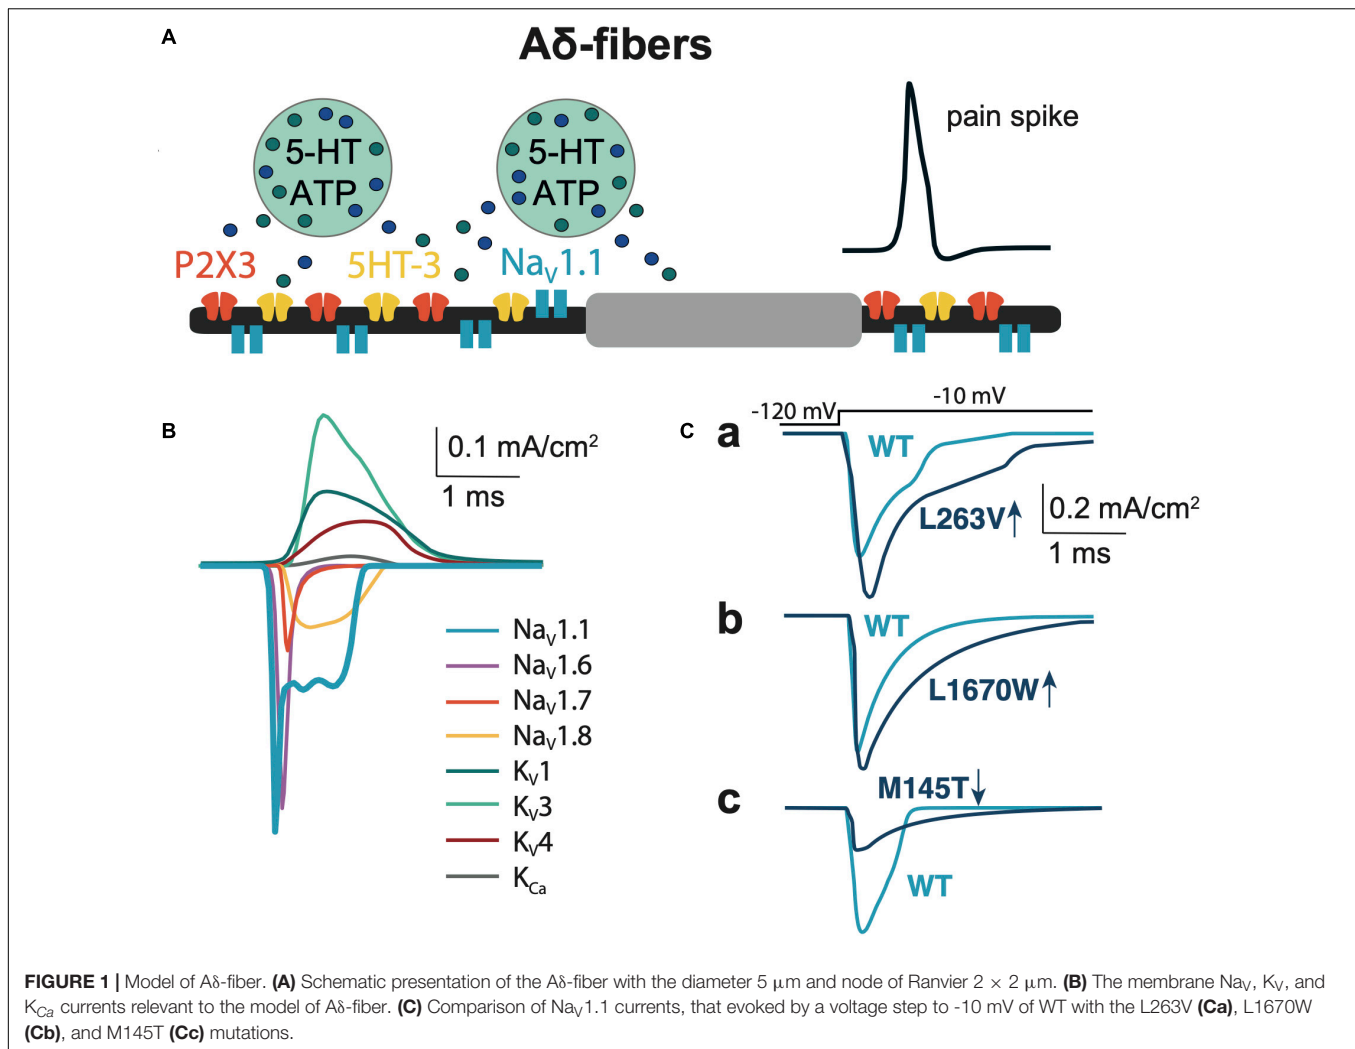 A
Aδ-fibers
5-HT
ATP
5-HT
ATP
pain spike
P2X3
5HT-3
NaV1.1
B
0.1 mA/cm2
1 ms
NaV1.1
NaV1.6
NaV1.7
NaV1.8
KV1
KV3
KV4
KCa
C
a
-120 mV
-10 mV
WT
L263V↑
0.2 mA/cm2
1 ms
b
WT
L1670W↑
c
M145T↓
WT
FIGURE 1 | Model of Aδ-fiber. (A) Schematic presentation of the Aδ-fiber with the diameter 5 μm and node of Ranvier 2 × 2 μm. (B) The membrane NaV, KV, and
KCa currents relevant to the model of Aδ-fiber. (C) Comparison of NaV1.1 currents, that evoked by a voltage step to -10 mV of WT with the L263V (Ca), L1670W
(Cb), and M145T (Cc) mutations.